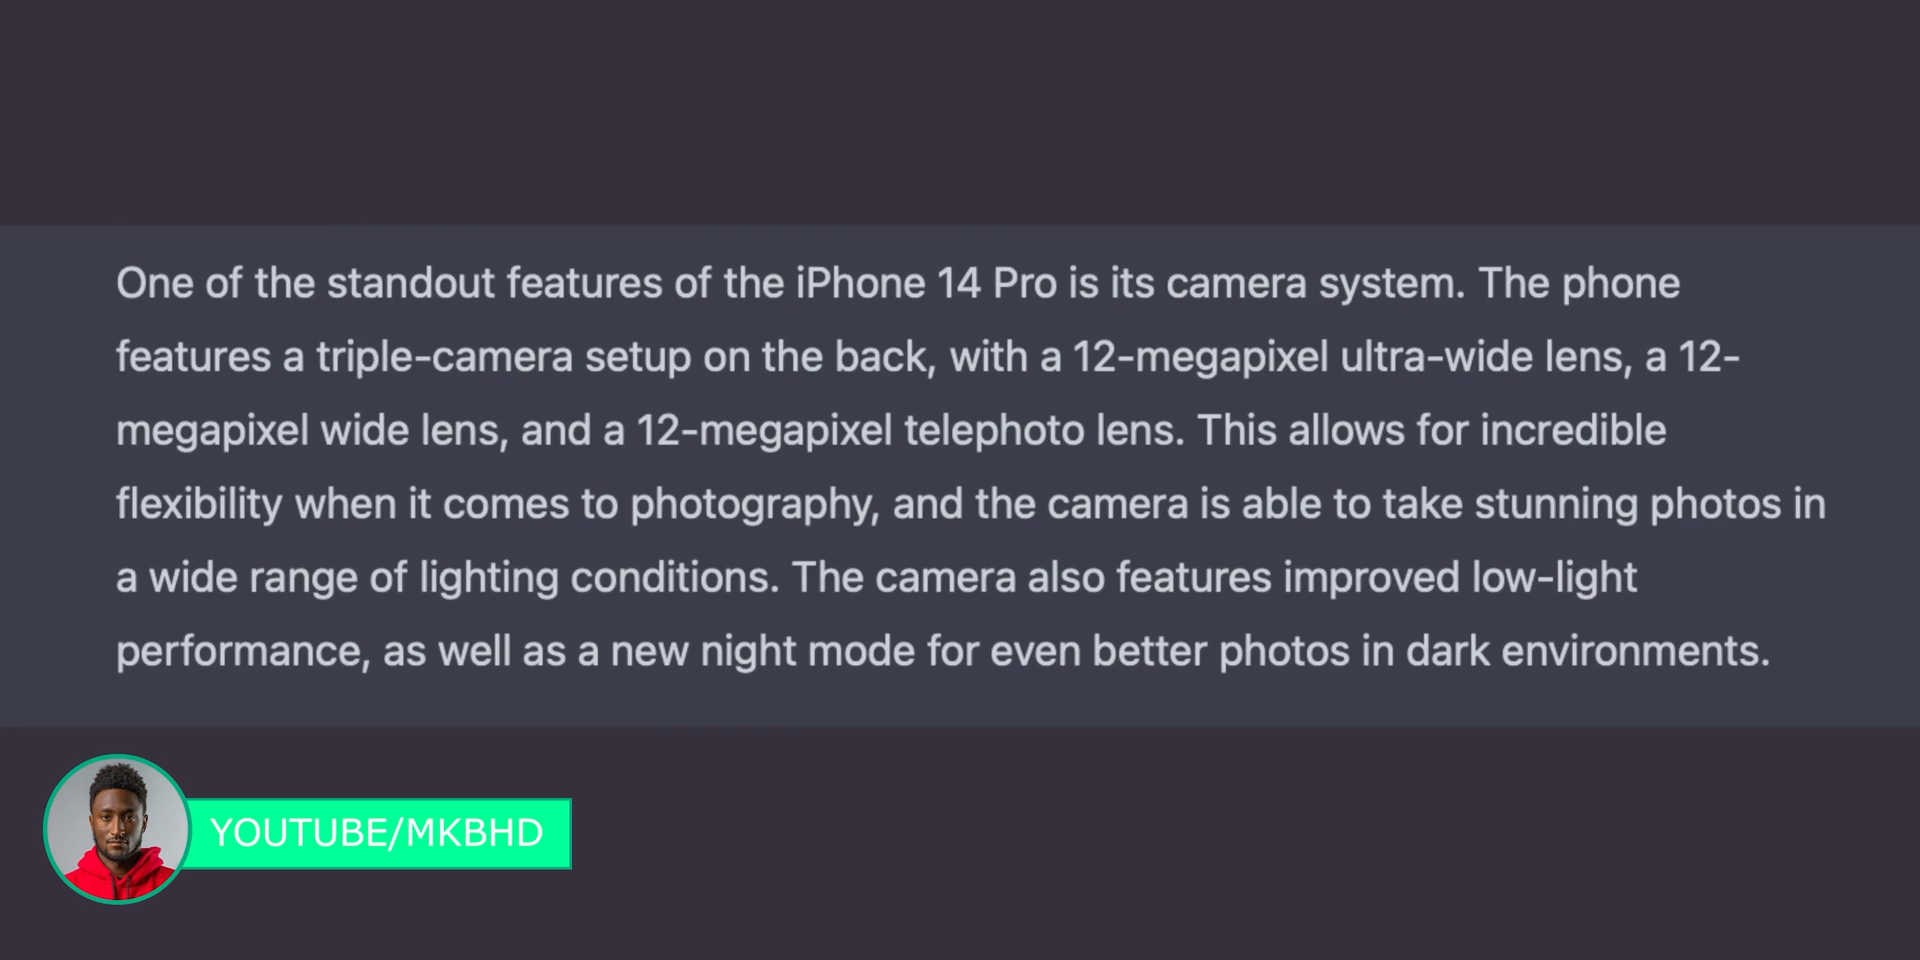 One of the standout features of the iPhone 14 Pro is its camera system. The phone
features a triple-camera setup on the back, with a 12-megapixel ultra-wide lens, a 12-
megapixel wide lens, and a 12-megapixel telephoto lens. This allows for incredible
flexibility when it comes to photography, and the camera is able to take stunning photos in
a wide range of lighting conditions. The camera also features improved low-light
performance, as well as a new night mode for even better photos in dark environments.
YOUTUBE/MKBHD